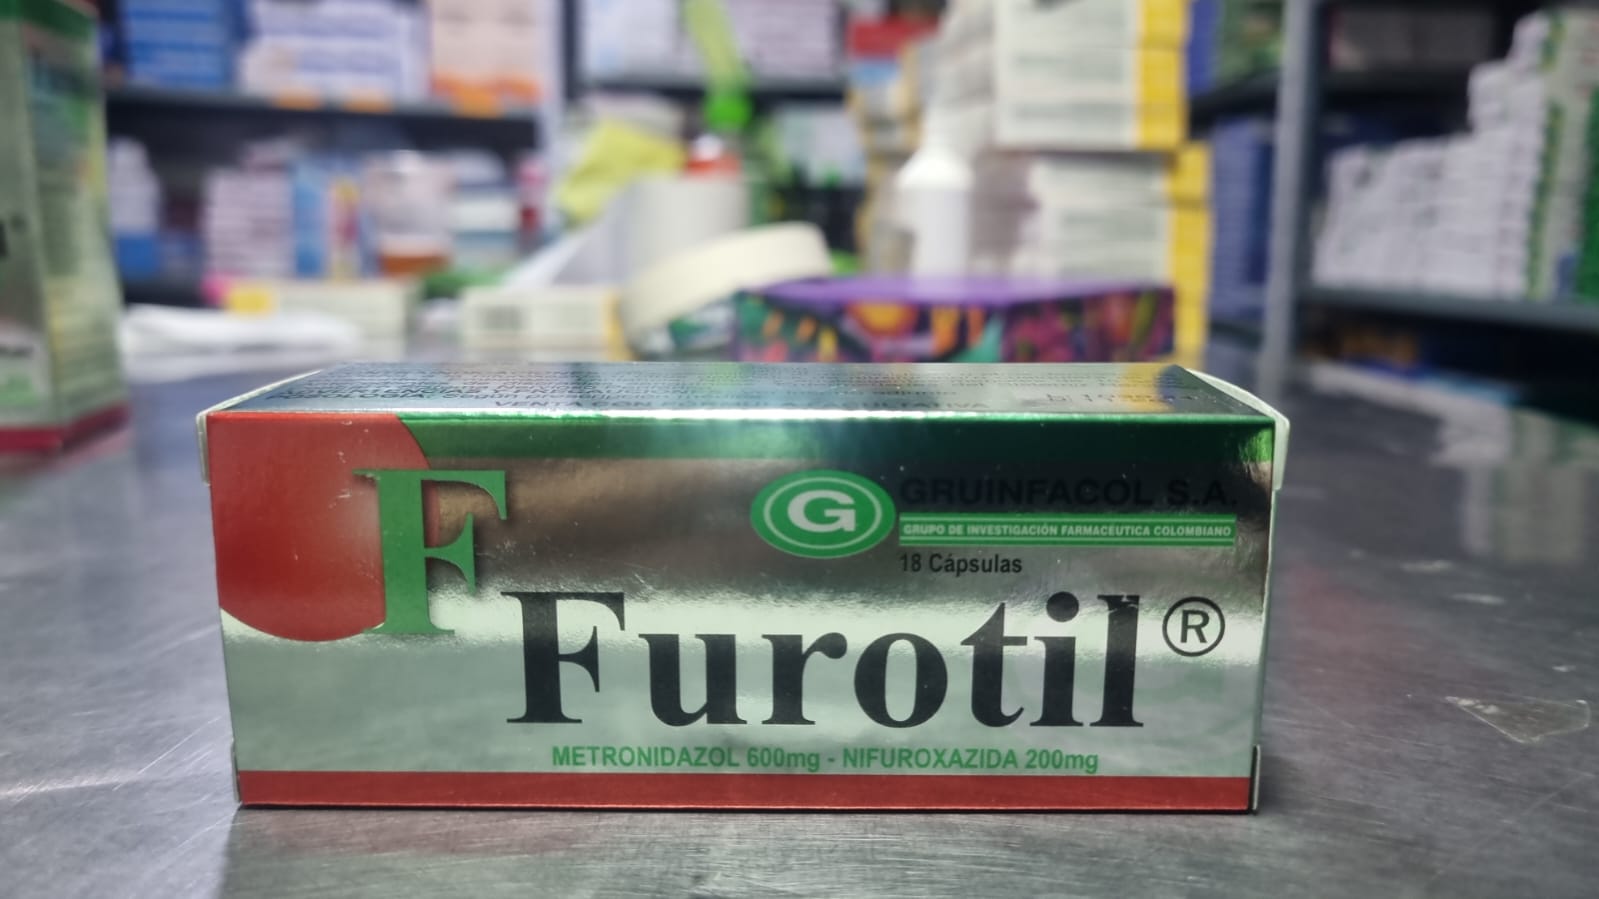 F
G
GRUINFACOL S.A.
GRUPO DE INVESTIGACIÓN FARMACÉUTICA COLOMBIANO
18 Cápsulas
Furotil®
METRONIDAZOL 600mg - NIFUROXAZIDA 200mg